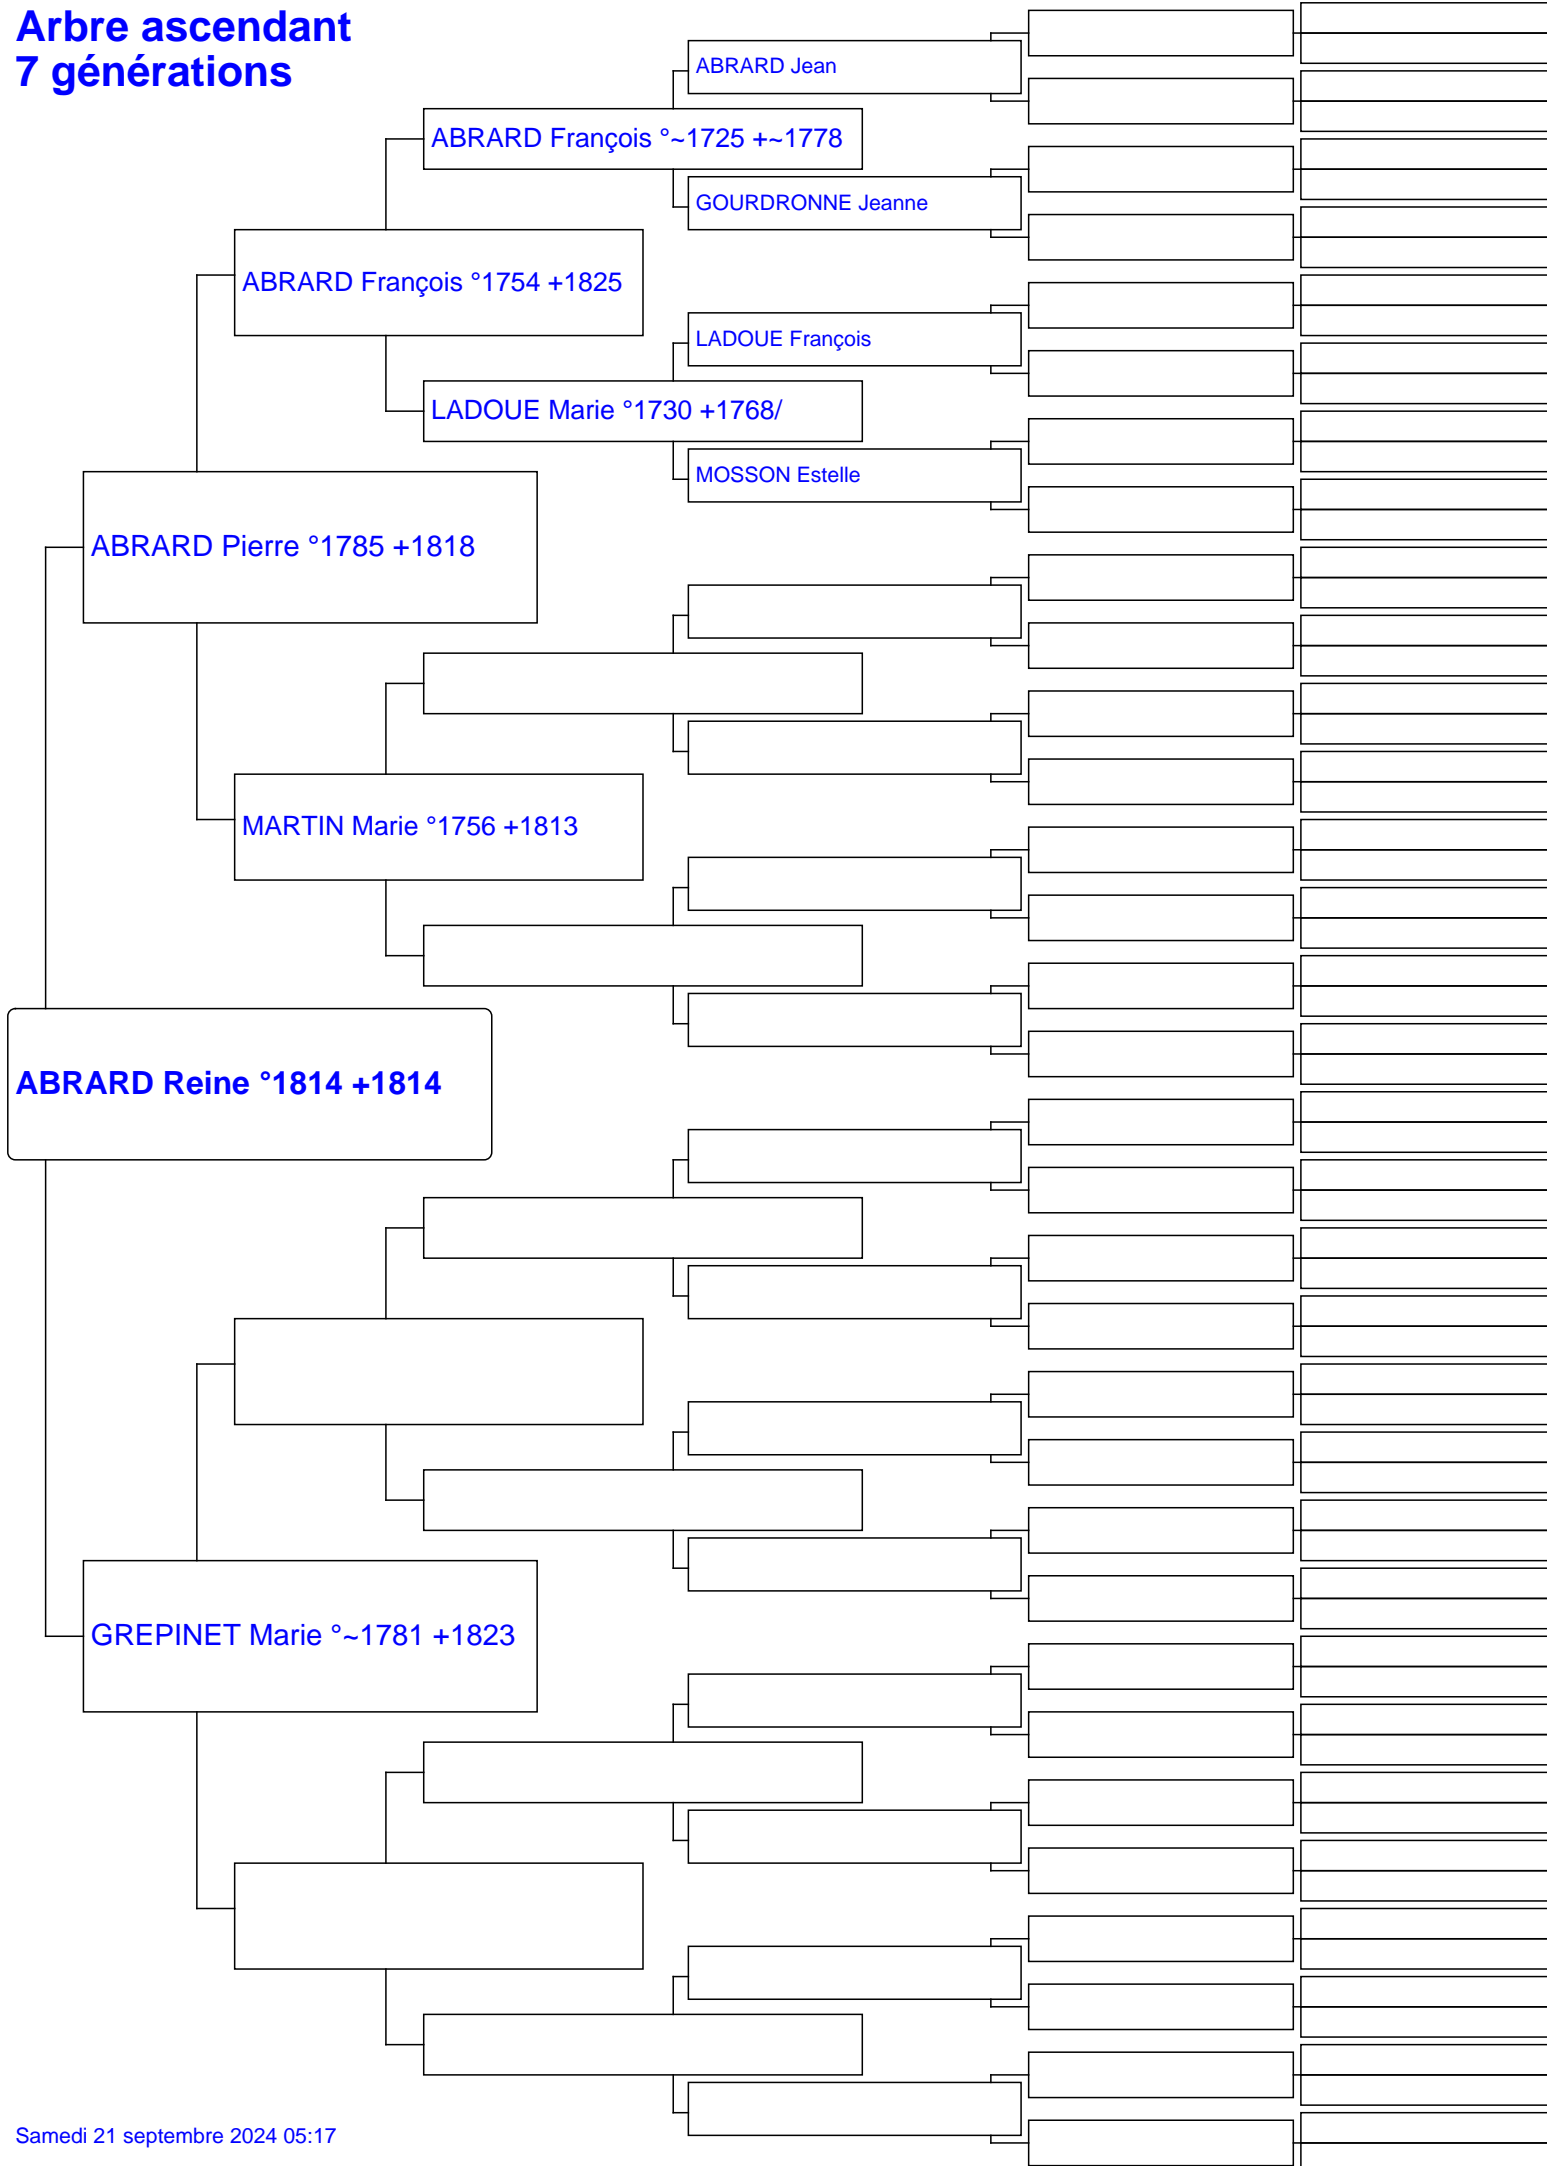 Arbre ascendant
7 générations
ABRARD Jean
ABRARD François °~1725 +~1778
GOURDRONNE Jeanne
ABRARD François °1754 +1825
LADOUE François
LADOUE Marie °1730 +1768/
MOSSON Estelle
ABRARD Pierre °1785 +1818
MARTIN Marie °1756 +1813
ABRARD Reine °1814 +1814
GREPINET Marie °~1781 +1823
Samedi 21 septembre 2024 05:17